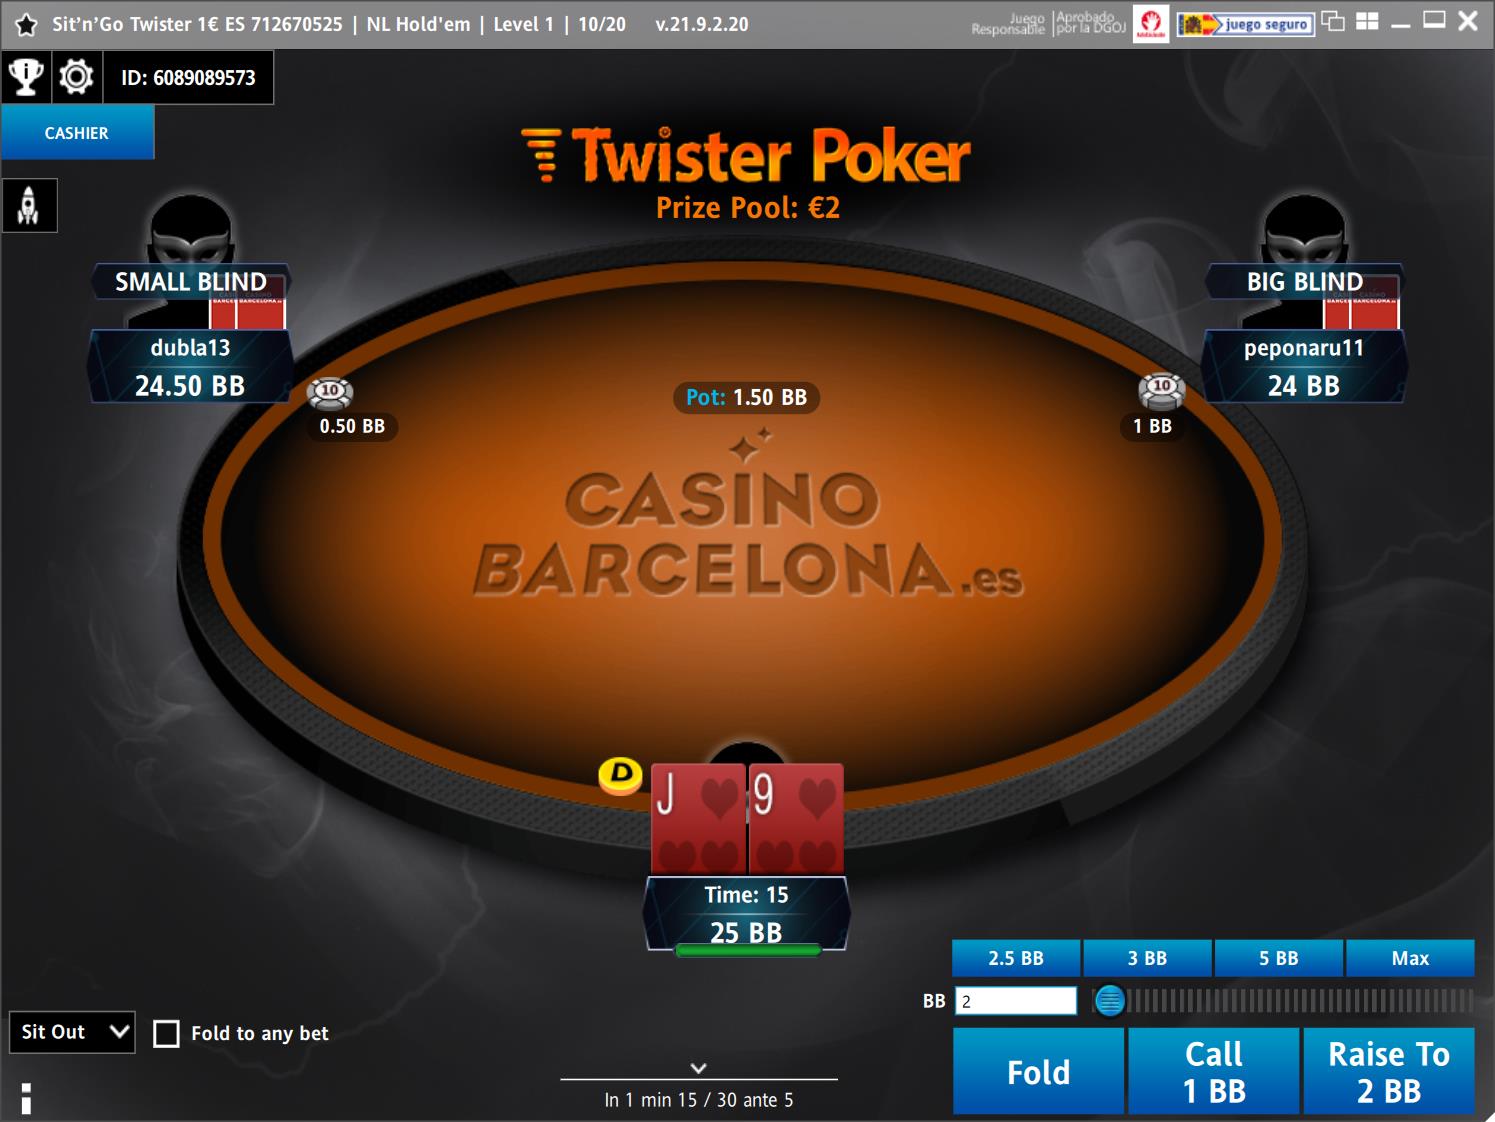 Sit'n'Go Twister 1€ ES 712670525 | NL Hold'em | Level 1 | 10/20 v.21.9.2.20
Juego Responsable
Aprobado por la DGOJ
juego seguro
ID: 6089089573
CASHIER
Twister Poker
Prize Pool: €2
SMALL BLIND
BIG BLIND
CASINO BARCELONA
BARCELONA
dubla13
24.50 BB
peponaru11
24 BB
10
0.50 BB
Pot: 1.50 BB
10
1 BB
CASINO
BARCELONA.es
D
J
9
Time: 15
25 BB
2.5 BB
3 BB
5 BB
Max
BB
2
Sit Out
Fold to any bet
Fold
Call
1 BB
Raise To
2 BB
In 1 min 15 / 30 ante 5